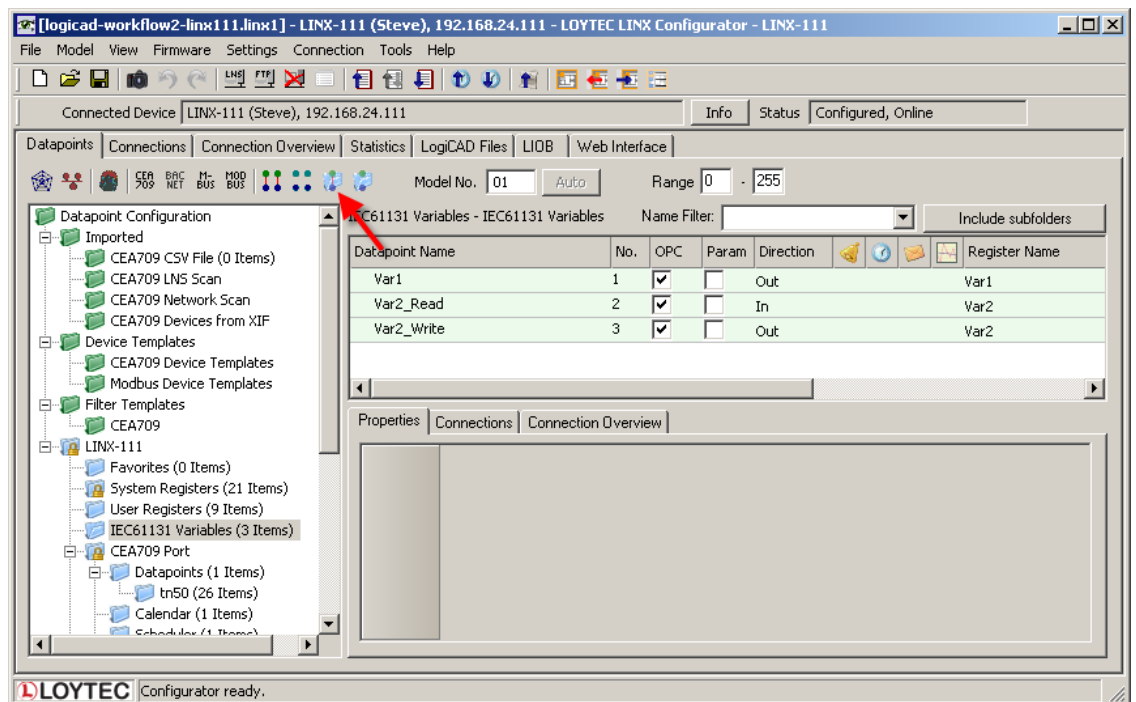 [logicad-workflow2-linx111.linx1] - LINX-111 (Steve), 192.168.24.111 - LOYTEC LINX Configurator - LINX-111
File Model View Firmware Settings Connection Tools Help
LNS FTP
Connected Device LINX-111 (Steve), 192.168.24.111 Info Status Configured, Online
Datapoints Connections Connection Overview Statistics LogiCAD Files LIOB Web Interface
CEA 709 BAC NET M- BUS MOD BUS Model No. 01 Auto Range 0 - 255
Datapoint Configuration
Imported
CEA709 CSV File (0 Items)
CEA709 LNS Scan
CEA709 Network Scan
CEA709 Devices from XIF
Device Templates
CEA709 Device Templates
Modbus Device Templates
Filter Templates
CEA709
LINX-111
Favorites (0 Items)
System Registers (21 Items)
User Registers (9 Items)
IEC61131 Variables (3 Items)
CEA709 Port
Datapoints (1 Items)
tn50 (26 Items)
Calendar (1 Items)
Scheduler (1 Items)
IEC61131 Variables - IEC61131 Variables Name Filter: Include subfolders
Datapoint Name No. OPC Param Direction Register Name
Var1 1 Out Var1
Var2_Read 2 In Var2
Var2_Write 3 Out Var2
Properties Connections Connection Overview
LOYTEC Configurator ready.